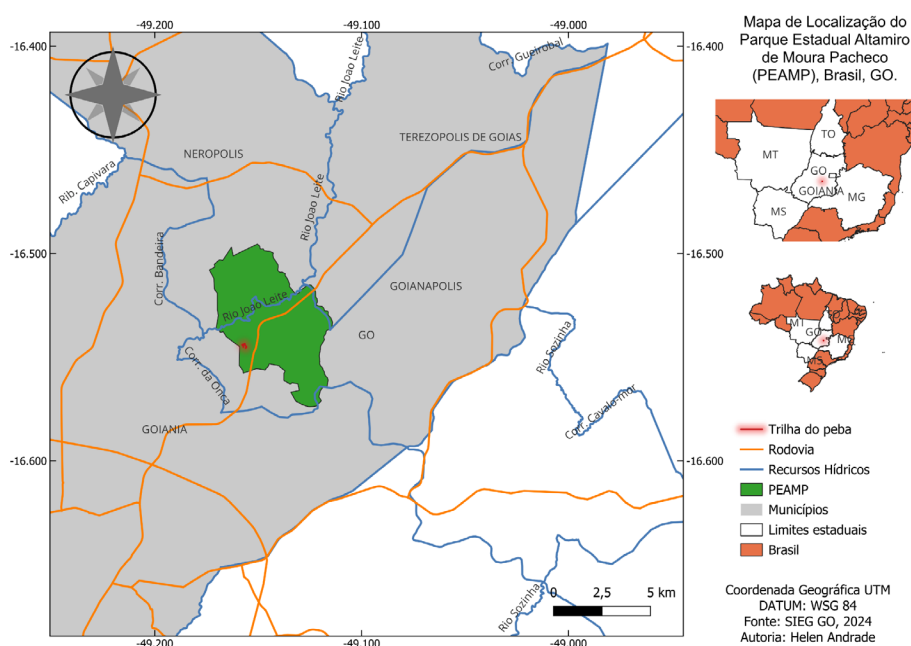 -49.200
-49.100
-49.000
-16.400
-16.400
Corr. Gueirobal
Rio Joao Leite
TEREZOPOLIS DE GOIAS
NEROPOLIS
Rib. Capivara
Rio Joao Leite
-16.500
-16.500
Corr. Bandeira
GOIANAPOLIS
Rio Joao Leite
GO
Rio Sozinha
Corr. da Onca
Corr. Cavalo-mor
GOIANIA
-16.600
-16.600
Rio Sozinha
0 2,5 5 km
-49.200
-49.100
-49.000
Mapa de Localização do
Parque Estadual Altamiro
de Moura Pacheco
(PEAMP), Brasil, GO.
TO
MT
GO
GOIANIA
MG
MS
MT
GO
MS
Trilha do peba
Rodovia
Recursos Hídricos
PEAMP
Municípios
Limites estaduais
Brasil
Coordenada Geográfica UTM
DATUM: WSG 84
Fonte: SIEG GO, 2024
Autoria: Helen Andrade